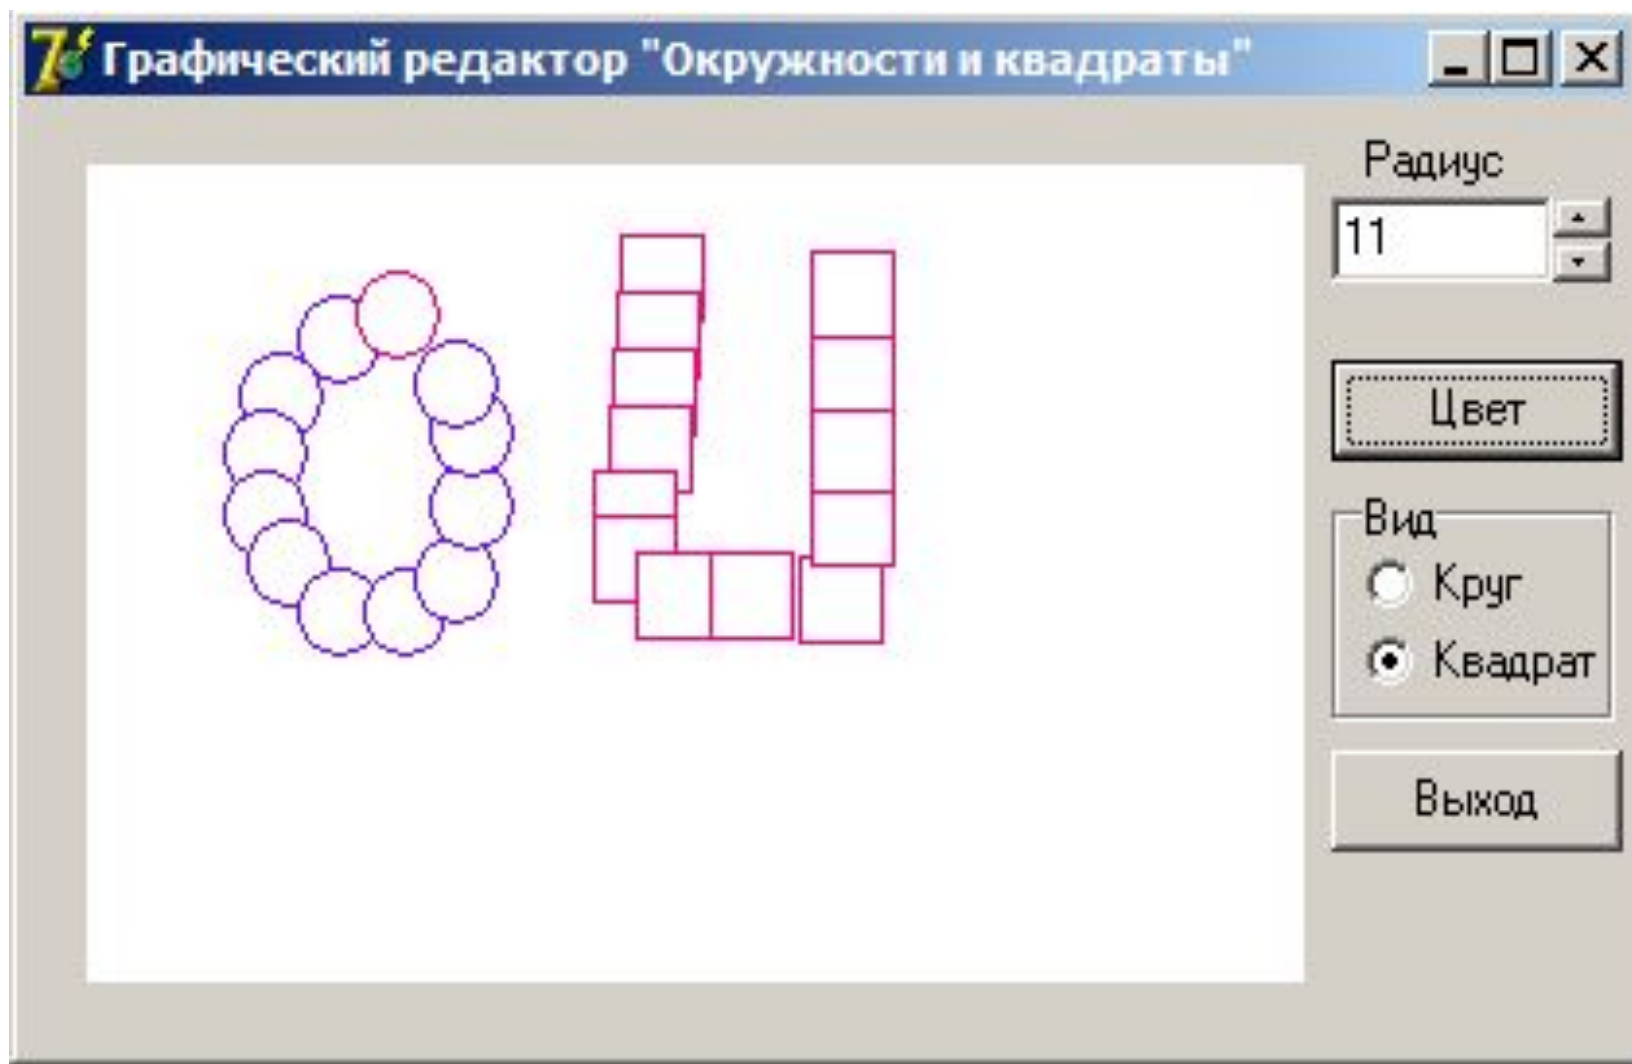 Графический редактор "Окружности и квадраты"
Радиус
11
Цвет
Вид
Круг
Квадрат
Выход